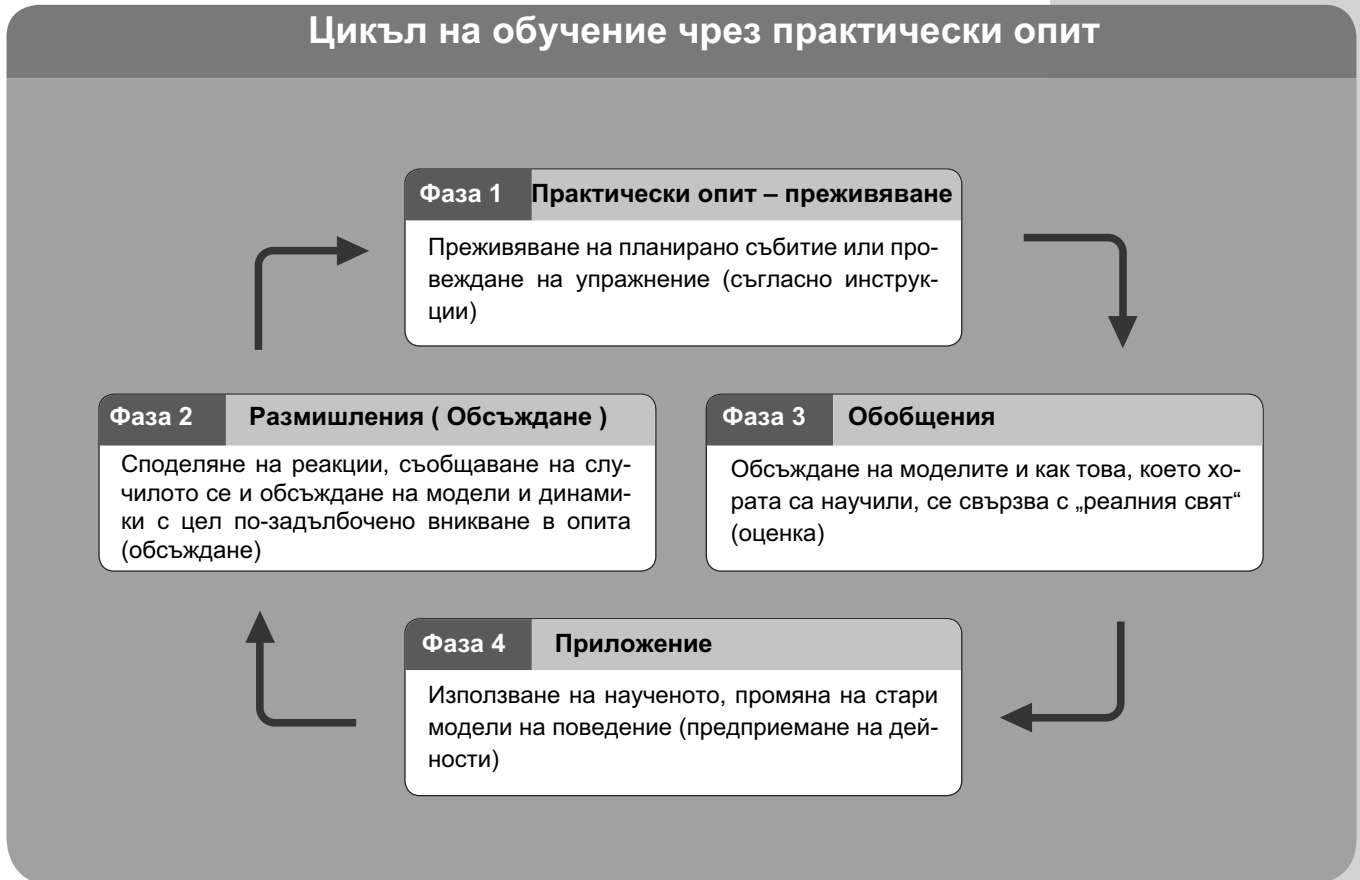 Цикъл на обучение чрез практически опит
Фаза 1 Практически опит – преживяване
Преживяване на планирано събитие или про-
веждане на упражнение (съгласно инструк-
ции)
Фаза 2 Размишления ( Обсъждане )
Споделяне на реакции, съобщаване на слу-
чилото се и обсъждане на модели и динами-
ки с цел по-задълбочено вникване в опита
(обсъждане)
Фаза 3 Обобщения
Обсъждане на моделите и как това, което хо-
рата са научили, се свързва с „реалния свят“
(оценка)
Фаза 4 Приложение
Използване на наученото, промяна на стари
модели на поведение (предприемане на дей-
ности)